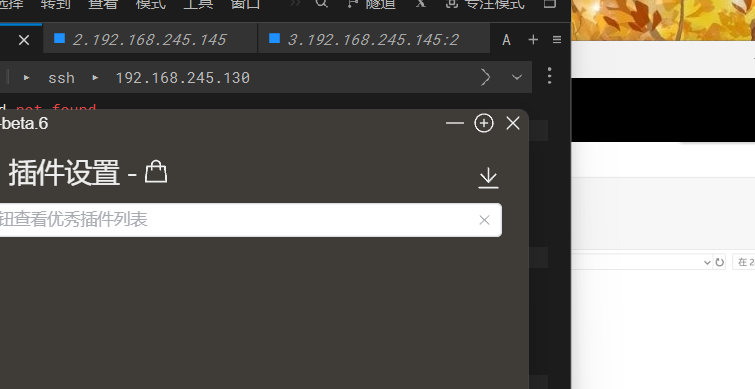 选择 转到 查看 模式 工具 窗口 隧道 X 专注模式
2.192.168.245.145 3.192.168.245.145:2 A
ssh 192.168.245.130
d not found
-beta.6
插件设置 -
钮查看优秀插件列表
在 2